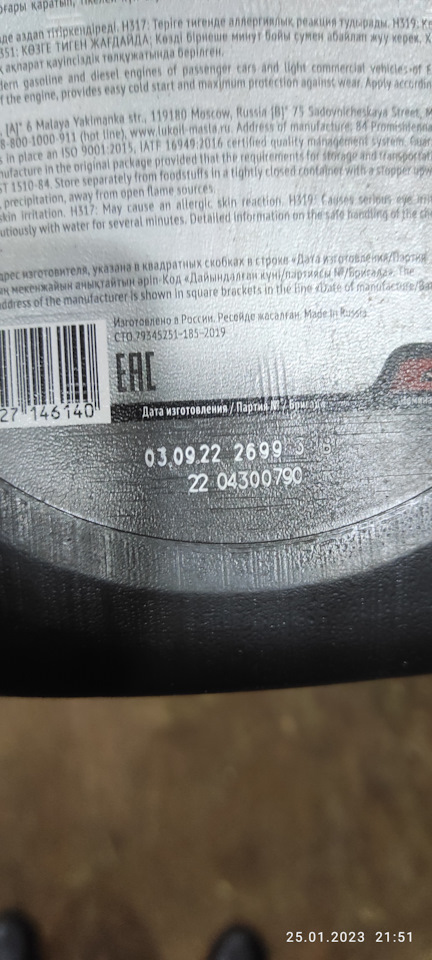 ғары қаратып,
де аздап тітіркендіреді. H317: Теріге тигенде аллергиялық реакция тудырады. H319:
351: КӨЗГЕ ТИГЕН ЖАҒДАЙДА: Көзді бірнеше минут бойы сумен абайлап жуу керек.
қ ақпарат қауіпсіздік төлқұжатында берілген.
dern gasoline and diesel engines of passenger cars and light commercial vehicles of
f the engine, provides easy cold start and maximum protection against wear. Apply
[A]" 6 Malaya Yakimanka str., 119180 Moscow, Russia [B]" 75 Sadovnicheskaya Street,
8-800-1000-911 (hot line), www.lukoil-masla.ru. Address of manufacture: 84
s in place an ISO 9001:2015, IATF 16949:2016 certified quality management system.
nufacture in the original package provided that the requirements for storage and
ST 1510-84. Store separately from foodstuffs in a tightly closed container with a stopper
precipitation, away from open flame sources.
skin irritation. H317: May cause an allergic skin reaction. H319: Causes serious eye
utiously with water for several minutes. Detailed information on the safe handling of the
дрес изготовителя, указана в квадратных скобках в строке «Дата изготовления/Партия
ң мекенжайын анықтайтын әріп-Код «Дайындалған күні/партиясы №/Бригада». The
address of the manufacturer is shown in square brackets in the line «Date of manufacture/
Изготовлено в России. Ресейде жасалған. Made in Russia.
СТО 79345251-185-2019
EAC
27 146140
Дата изготовления / Партия № / Бригада
03.09.22 2699
22 04300790
25.01.2023 21:51